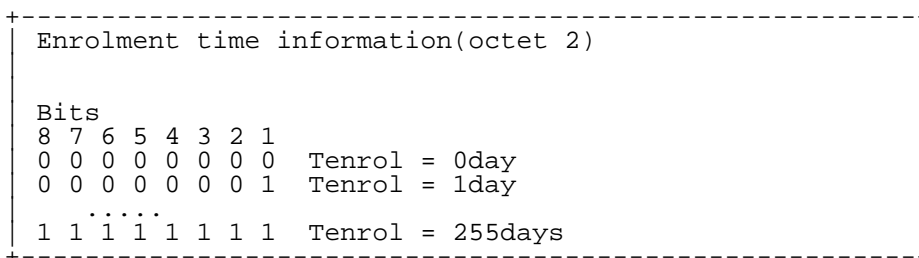 Enrolment time information(octet 2)
Bits
8 7 6 5 4 3 2 1
0 0 0 0 0 0 0 0 Tenrol = 0day
0 0 0 0 0 0 0 1 Tenrol = 1day
.....
1 1 1 1 1 1 1 1 Tenrol = 255days